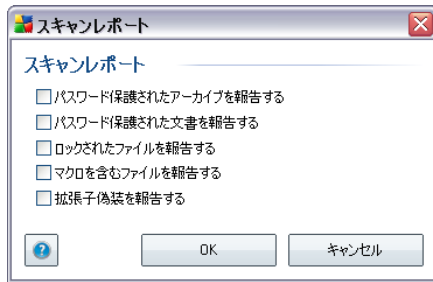 スキャンレポート
スキャンレポート
パスワード保護されたアーカイブを報告する
パスワード保護された文書を報告する
ロックされたファイルを報告する
マクロを含むファイルを報告する
拡張子偽装を報告する
?
OK
キャンセル